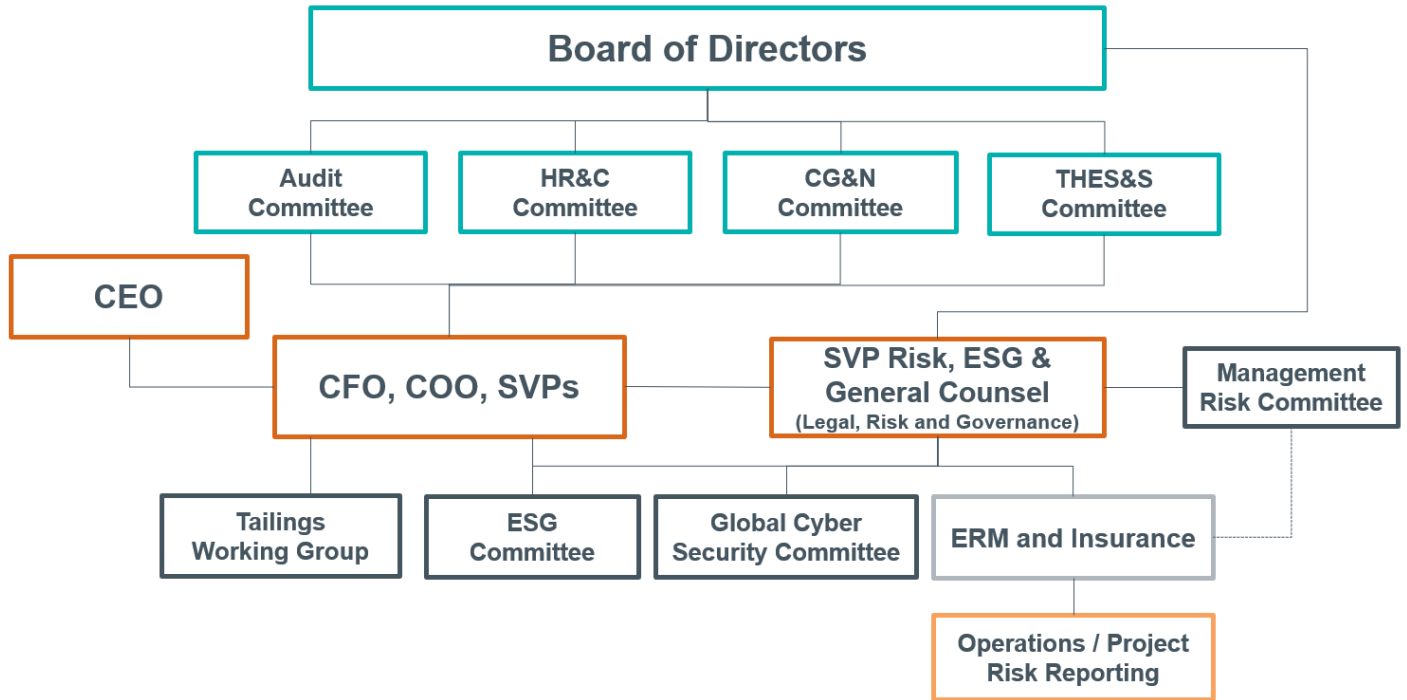 Board of Directors
Audit
Committee
HR&C
Committee
CG&N
Committee
THES&S
Committee
CEO
CFO, COO, SVPs
SVP Risk, ESG &
General Counsel
(Legal, Risk and Governance)
Management
Risk Committee
Tailings
Working Group
ESG
Committee
Global Cyber
Security Committee
ERM and Insurance
Operations / Project
Risk Reporting